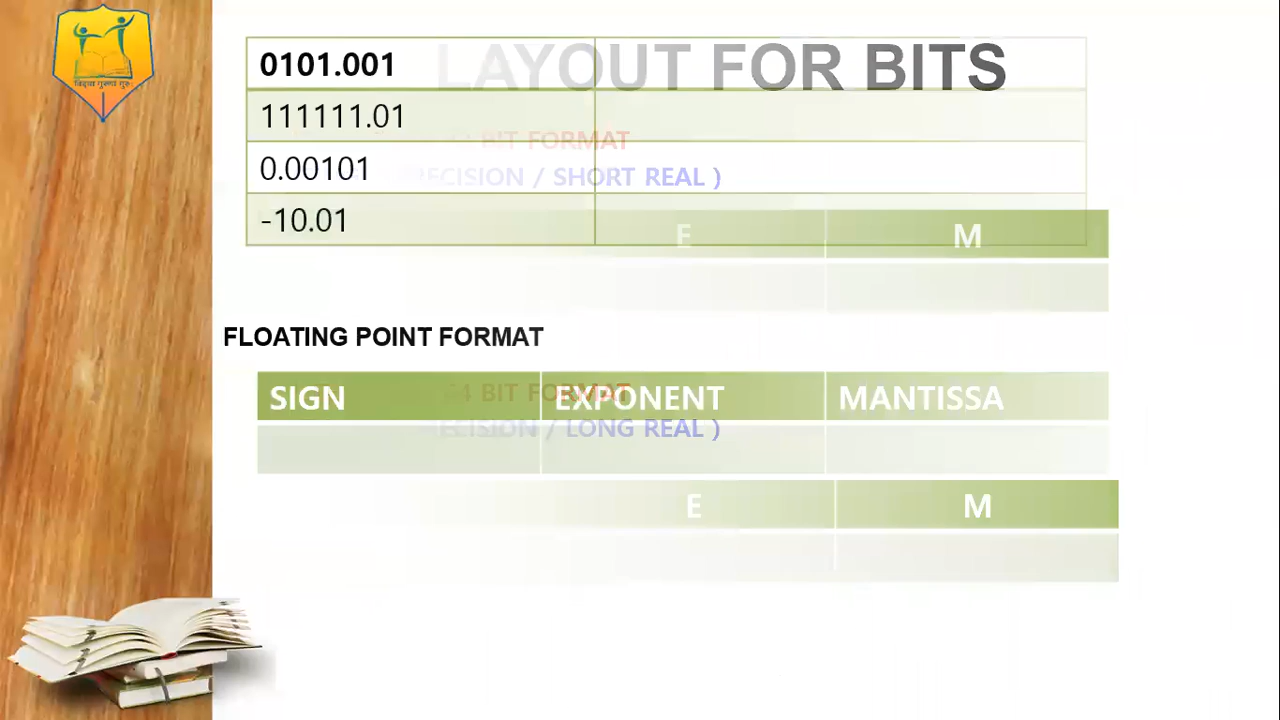 विद्या गुरुणां गुरुः
LAYOUT FOR BITS
0101.001
111111.01
BIT FORMAT
0.00101
/ SHORT REAL )
-10.01
E M
FLOATING POINT FORMAT
SIGN EXPONENT MANTISSA
64 BIT FORMAT
/ LONG REAL )
E M